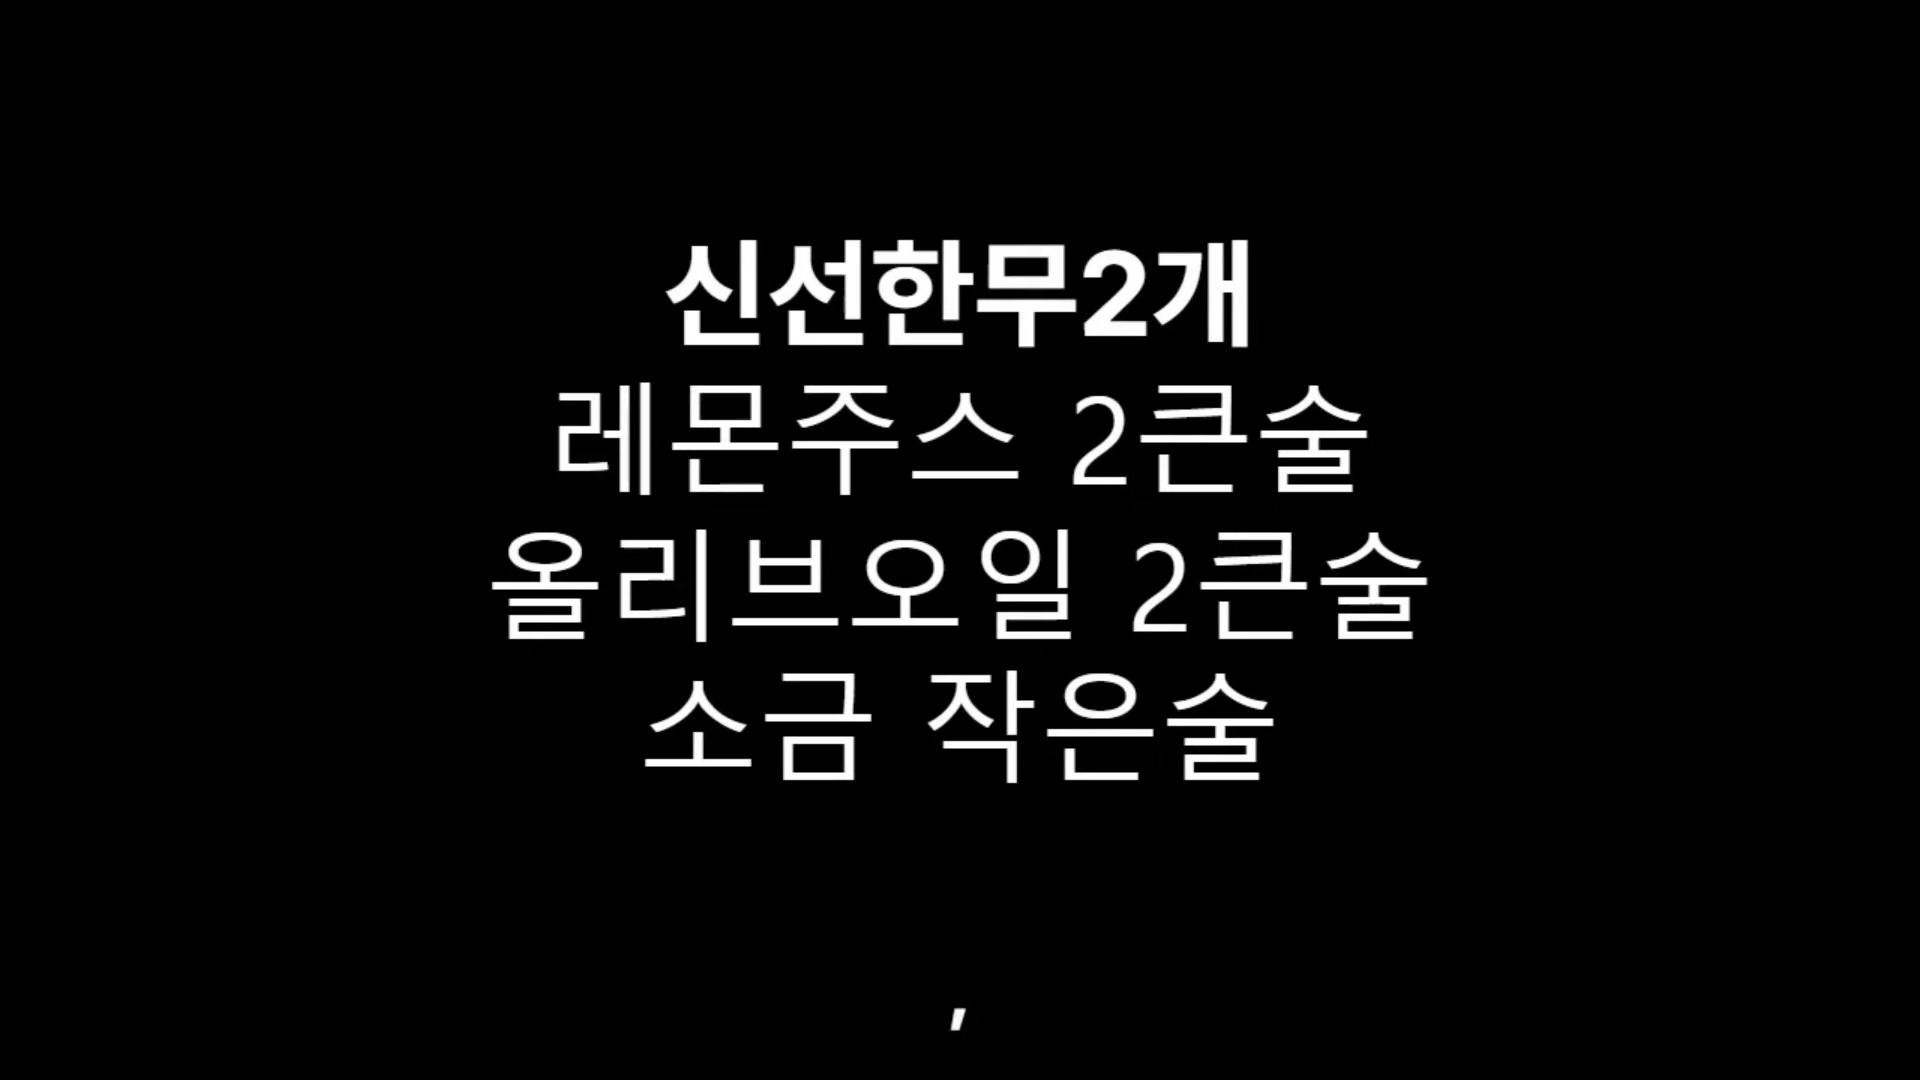 신선한무2개
레몬주스 2큰술
올리브오일 2큰술
소금 작은술
,